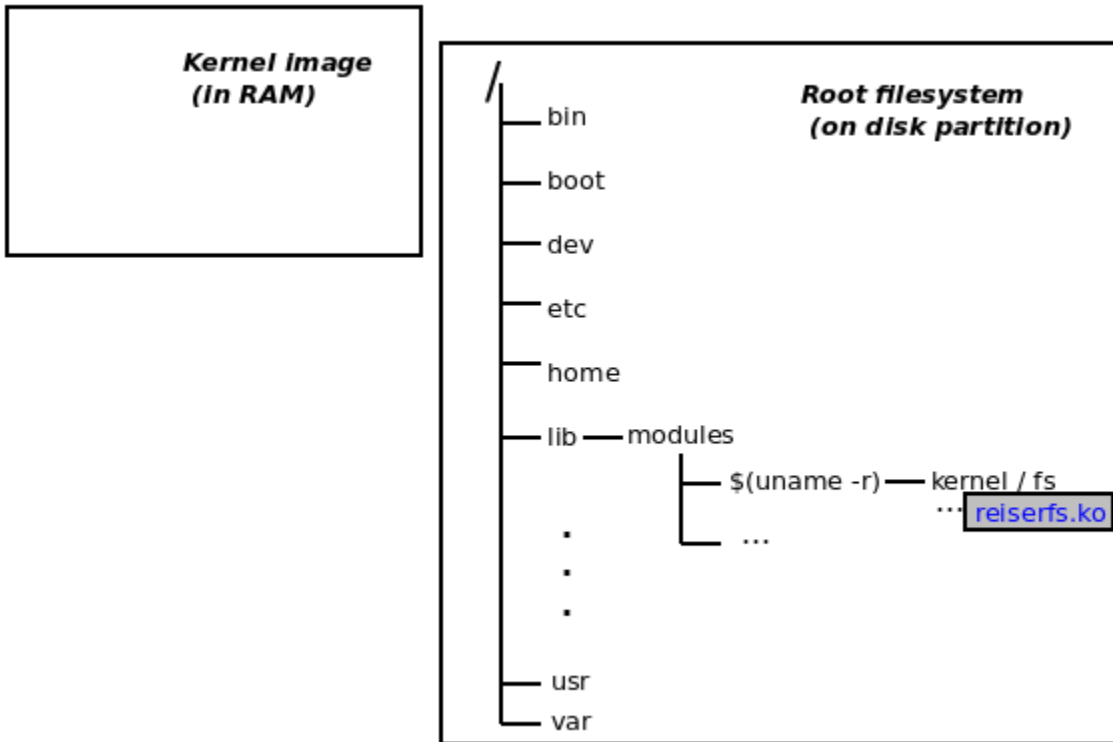 Kernel image
(in RAM)
/
Root filesystem
(on disk partition)
bin
boot
dev
etc
home
lib modules
$(uname -r) kernel / fs
... reiserfs.ko
...
.
.
.
usr
var